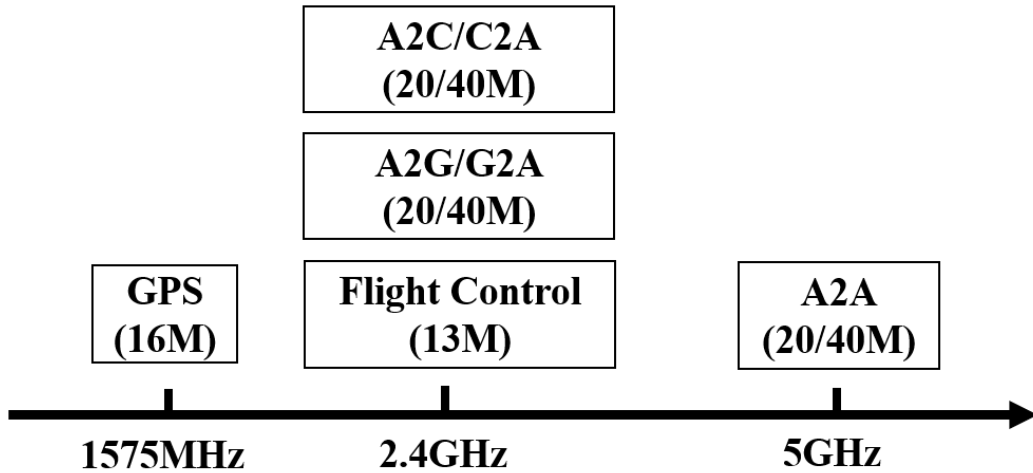 A2C/C2A
(20/40M)
A2G/G2A
(20/40M)
GPS
(16M)
Flight Control
(13M)
A2A
(20/40M)
1575MHz
2.4GHz
5GHz